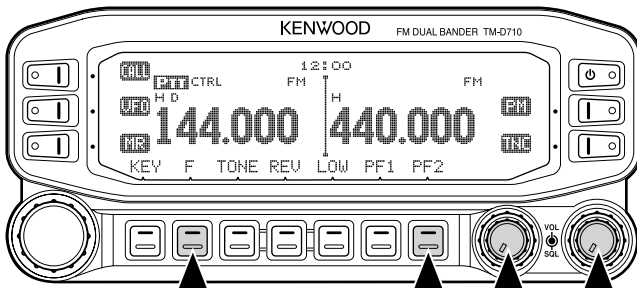 KENWOOD FM DUAL BANDER TM-D710
12:00
CALL PTT CTRL FM FM
VFO H D H PM
MR 144.000 440.000 TNC
KEY F TONE REV LOW PF1 PF2
VOL
SQL